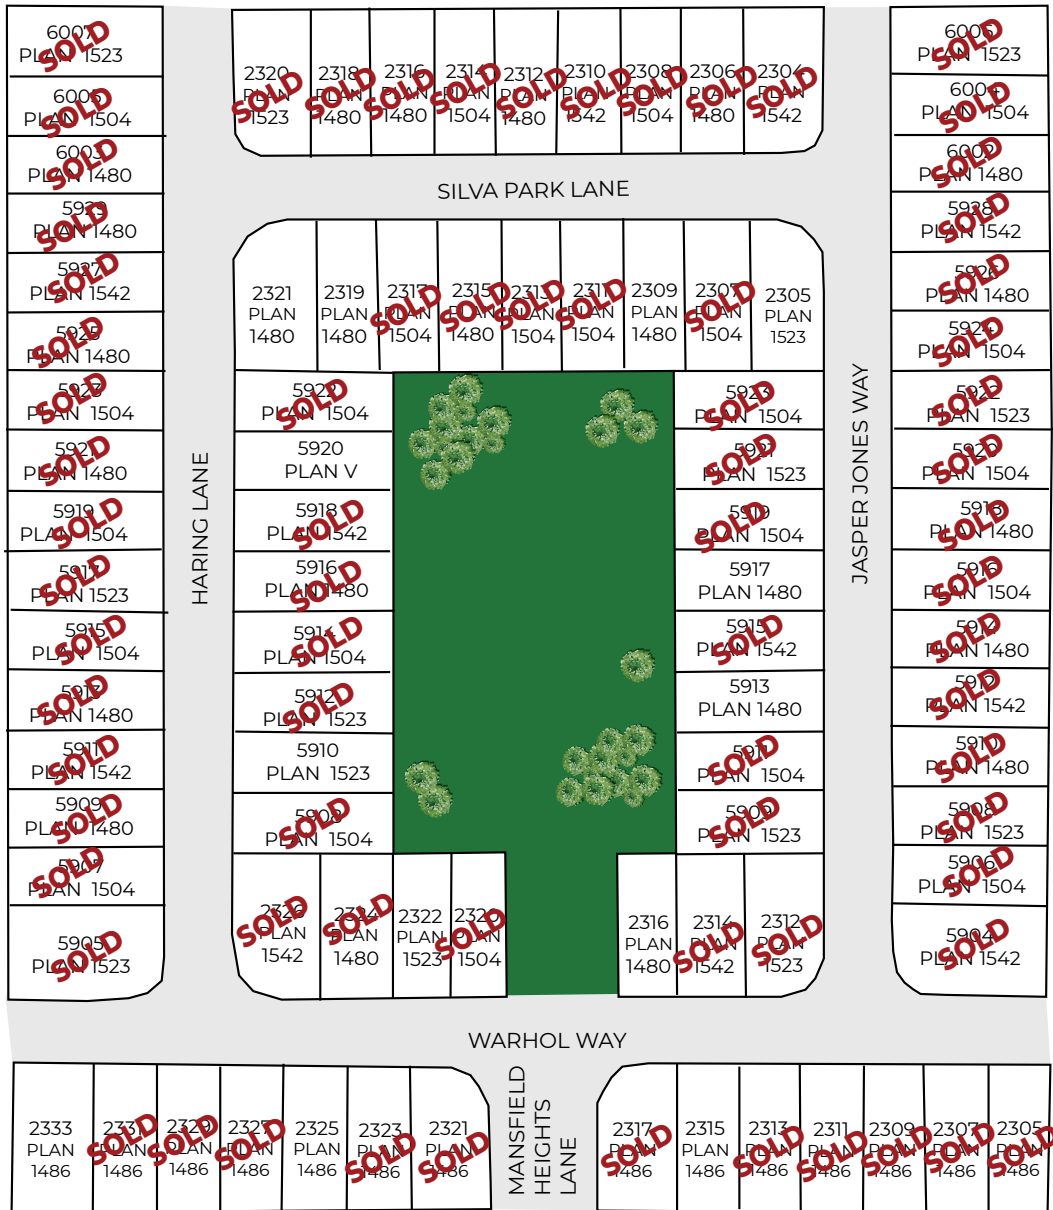 6007
PLAN 1523
SOLD
6005
PLAN 1504
SOLD
6003
PLAN 1480
SOLD
5929
PLAN 1480
SOLD
5927
PLAN 1542
SOLD
5925
PLAN 1480
SOLD
5923
PLAN 1504
SOLD
5921
PLAN 1480
SOLD
5919
PLAN 1504
SOLD
5917
PLAN 1523
SOLD
5915
PLAN 1504
SOLD
5913
PLAN 1480
SOLD
5911
PLAN 1542
SOLD
5909
PLAN 1480
SOLD
5907
PLAN 1504
SOLD
5905
PLAN 1523
SOLD
HARING LANE
2320
PLAN
1523
SOLD
2318
PLAN
1480
SOLD
2316
PLAN
1480
SOLD
2314
PLAN
1504
SOLD
2312
PLAN
1480
SOLD
2310
PLAN
1542
SOLD
2308
PLAN
1504
SOLD
2306
PLAN
1480
SOLD
2304
PLAN
1542
SOLD
SILVA PARK LANE
2321
PLAN
1480
2319
PLAN
1480
2317
PLAN
1504
SOLD
2315
PLAN
1480
SOLD
2313
PLAN
1504
SOLD
2311
PLAN
1504
SOLD
2309
PLAN
1480
2307
PLAN
1504
SOLD
2305
PLAN
1523
5922
PLAN 1504
SOLD
5920
PLAN V
5918
PLAN 1542
SOLD
5916
PLAN 1480
SOLD
5914
PLAN 1504
SOLD
5912
PLAN 1523
SOLD
5910
PLAN 1523
5908
PLAN 1504
SOLD
5923
PLAN 1504
SOLD
5921
PLAN 1523
SOLD
5919
PLAN 1504
SOLD
5917
PLAN 1480
5915
PLAN 1542
SOLD
5913
PLAN 1480
5911
PLAN 1504
SOLD
5909
PLAN 1523
SOLD
2326
PLAN
1542
SOLD
2324
PLAN
1480
SOLD
2322
PLAN
1523
2320
PLAN
1504
SOLD
2316
PLAN
1480
2314
PLAN
1542
SOLD
2312
PLAN
1523
SOLD
JASPER JONES WAY
6006
PLAN 1523
SOLD
6004
PLAN 1504
SOLD
6002
PLAN 1480
SOLD
5928
PLAN 1542
SOLD
5926
PLAN 1480
SOLD
5924
PLAN 1504
SOLD
5922
PLAN 1523
SOLD
5920
PLAN 1504
SOLD
5918
PLAN 1480
SOLD
5916
PLAN 1504
SOLD
5914
PLAN 1480
SOLD
5912
PLAN 1542
SOLD
5910
PLAN 1480
SOLD
5908
PLAN 1523
SOLD
5906
PLAN 1504
SOLD
5904
PLAN 1542
SOLD
WARHOL WAY
2333
PLAN
1486
2331
PLAN
1486
SOLD
2329
PLAN
1486
SOLD
2327
PLAN
1486
SOLD
2325
PLAN
1486
2323
PLAN
1486
SOLD
2321
PLAN
1486
SOLD
MANSFIELD
HEIGHTS
LANE
2317
PLAN
1486
SOLD
2315
PLAN
1486
2313
PLAN
1486
SOLD
2311
PLAN
1486
SOLD
2309
PLAN
1486
SOLD
2307
PLAN
1486
SOLD
2305
PLAN
1486
SOLD